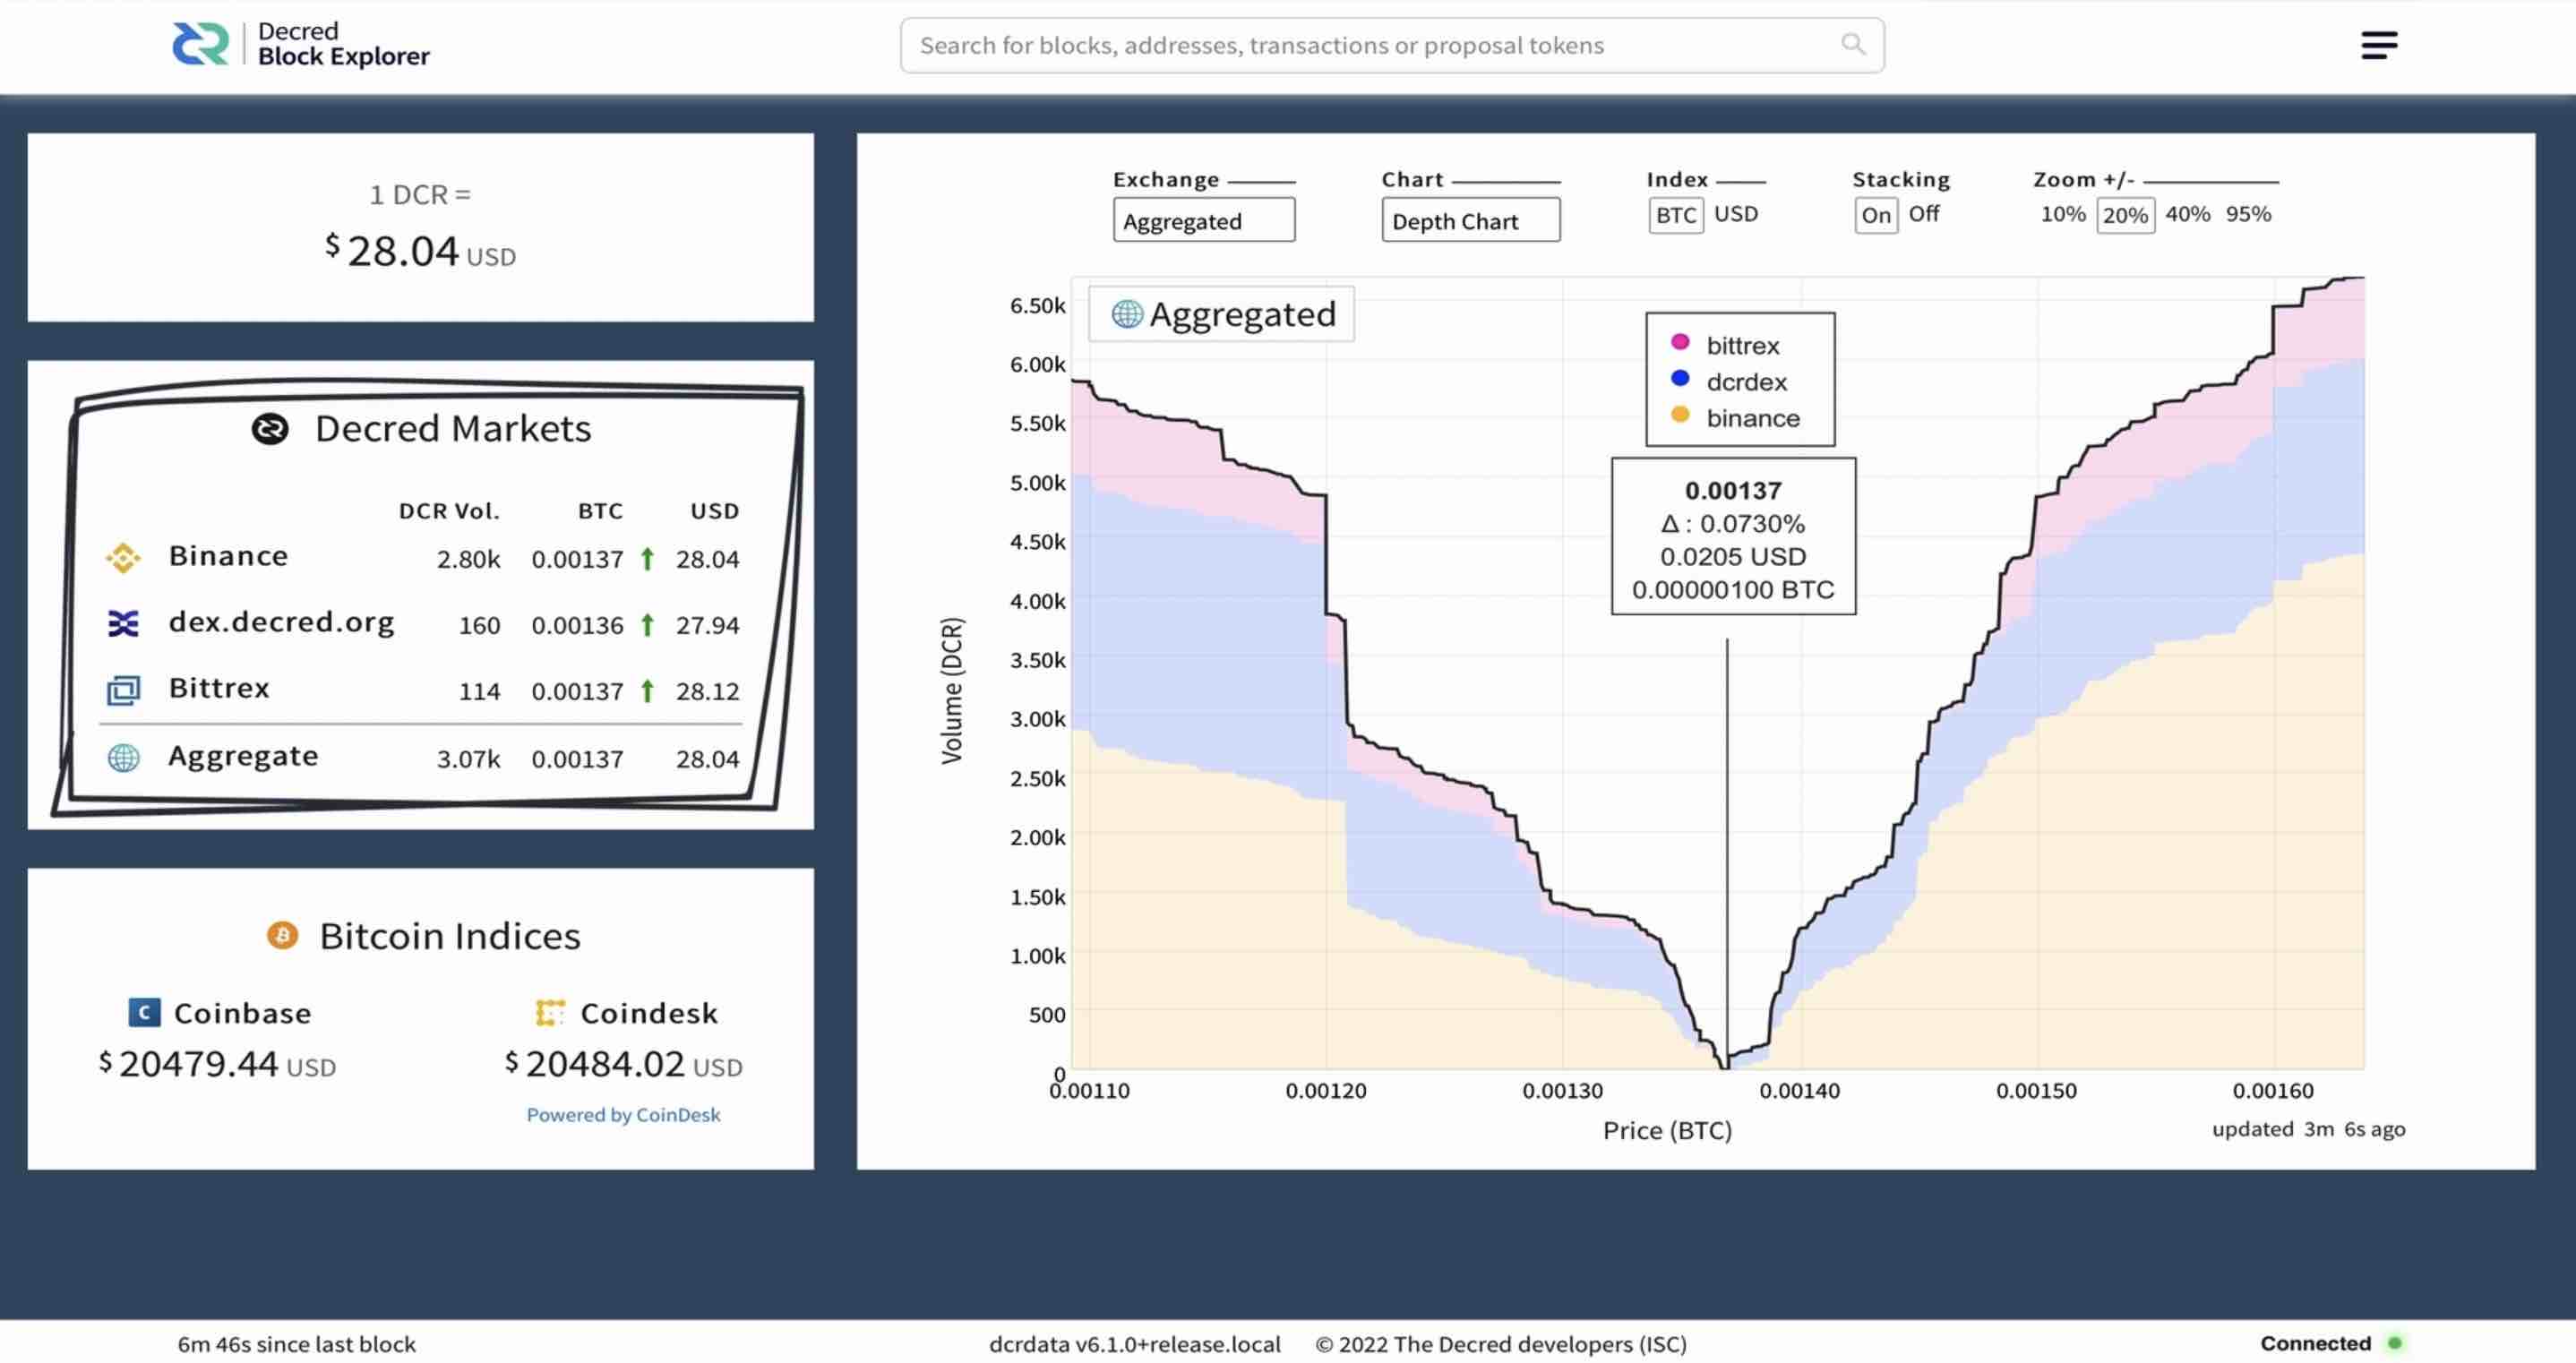 Decred
Block Explorer
Search for blocks, addresses, transactions or proposal tokens
1 DCR =
$28.04 USD
Decred Markets
DCR Vol. BTC USD
Binance 2.80k 0.00137 28.04
dex.decred.org 160 0.00136 27.94
Bittrex 114 0.00137 28.12
Aggregate 3.07k 0.00137 28.04
Bitcoin Indices
Coinbase Coindesk
$20479.44 USD $20484.02 USD
Powered by CoinDesk
Exchange Chart Index Stacking Zoom +/-
Aggregated Depth Chart BTC USD On Off 10% 20% 40% 95%
Aggregated
bittrex
dcrdex
binance
0.00137
Δ : 0.0730%
0.0205 USD
0.00000100 BTC
Volume (DCR)
6.50k
6.00k
5.50k
5.00k
4.50k
4.00k
3.50k
3.00k
2.50k
2.00k
1.50k
1.00k
500
0
0.00110 0.00120 0.00130 0.00140 0.00150 0.00160
Price (BTC)
updated 3m 6s ago
6m 46s since last block dcrdata v6.1.0+release.local © 2022 The Decred developers (ISC) Connected